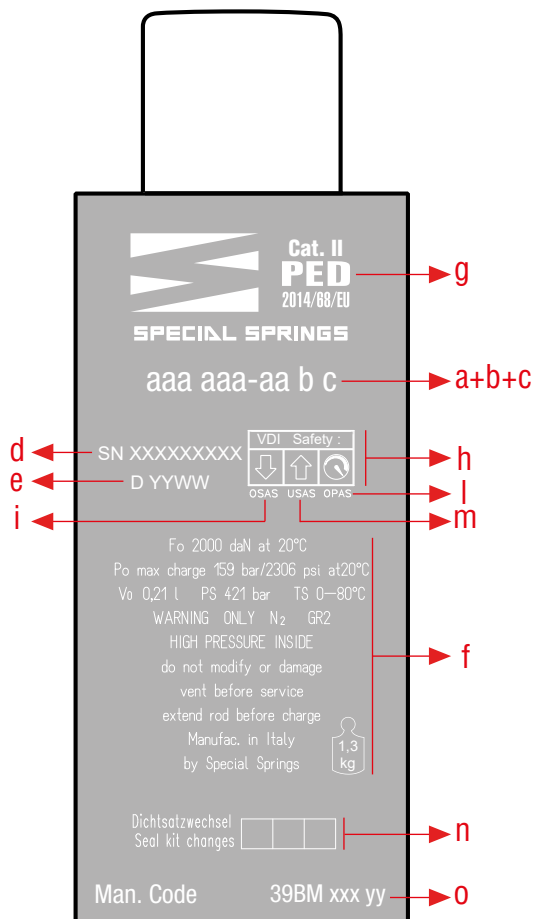 Cat. II
PED
2014/68/EU
g
SPECIAL SPRINGS
aaa aaa-aa b c
a+b+c
d
SN XXXXXXXXX
VDI Safety :
h
e
D YYWW
OSAS USAS OPAS
l
i
m
Fo 2000 daN at 20°C
Po max charge 159 bar/2306 psi at20°C
Vo 0,21 l PS 421 bar TS 0–80°C
WARNING ONLY N₂ GR2
HIGH PRESSURE INSIDE
f
do not modify or damage
vent before service
extend rod before charge
Manufac. in Italy
by Special Springs
1,3
kg
Dichtsatzwechsel
Seal kit changes
n
Man. Code
39BM xxx yy
o